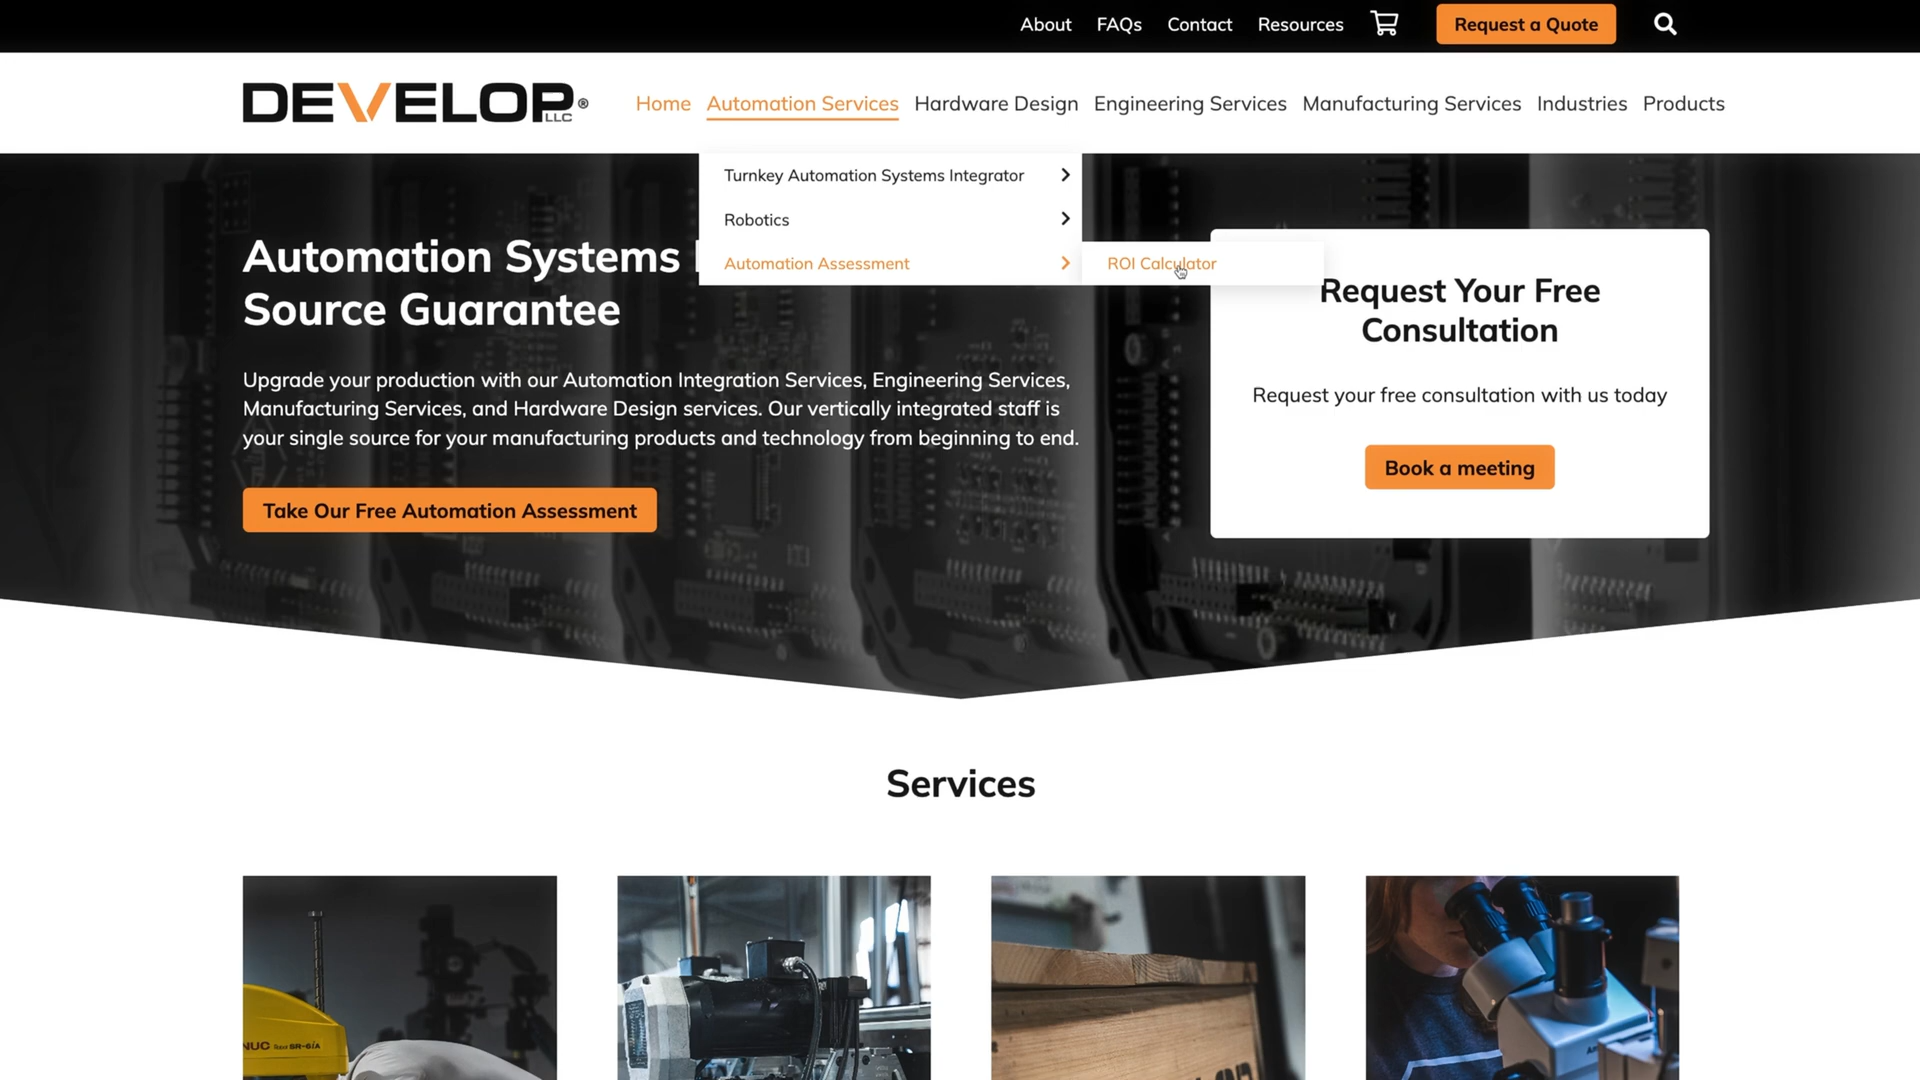 About FAQs Contact Resources Request a Quote
DEVELOP® LLC
Home Automation Services Hardware Design Engineering Services Manufacturing Services Industries Products
Turnkey Automation Systems Integrator
Robotics
Automation Assessment
ROI Calculator
Automation Systems
Source Guarantee
Upgrade your production with our Automation Integration Services, Engineering Services,
Manufacturing Services, and Hardware Design services. Our vertically integrated staff is
your single source for your manufacturing products and technology from beginning to end.
Take Our Free Automation Assessment
Request Your Free
Consultation
Request your free consultation with us today
Book a meeting
Services
Robot SR-6iA